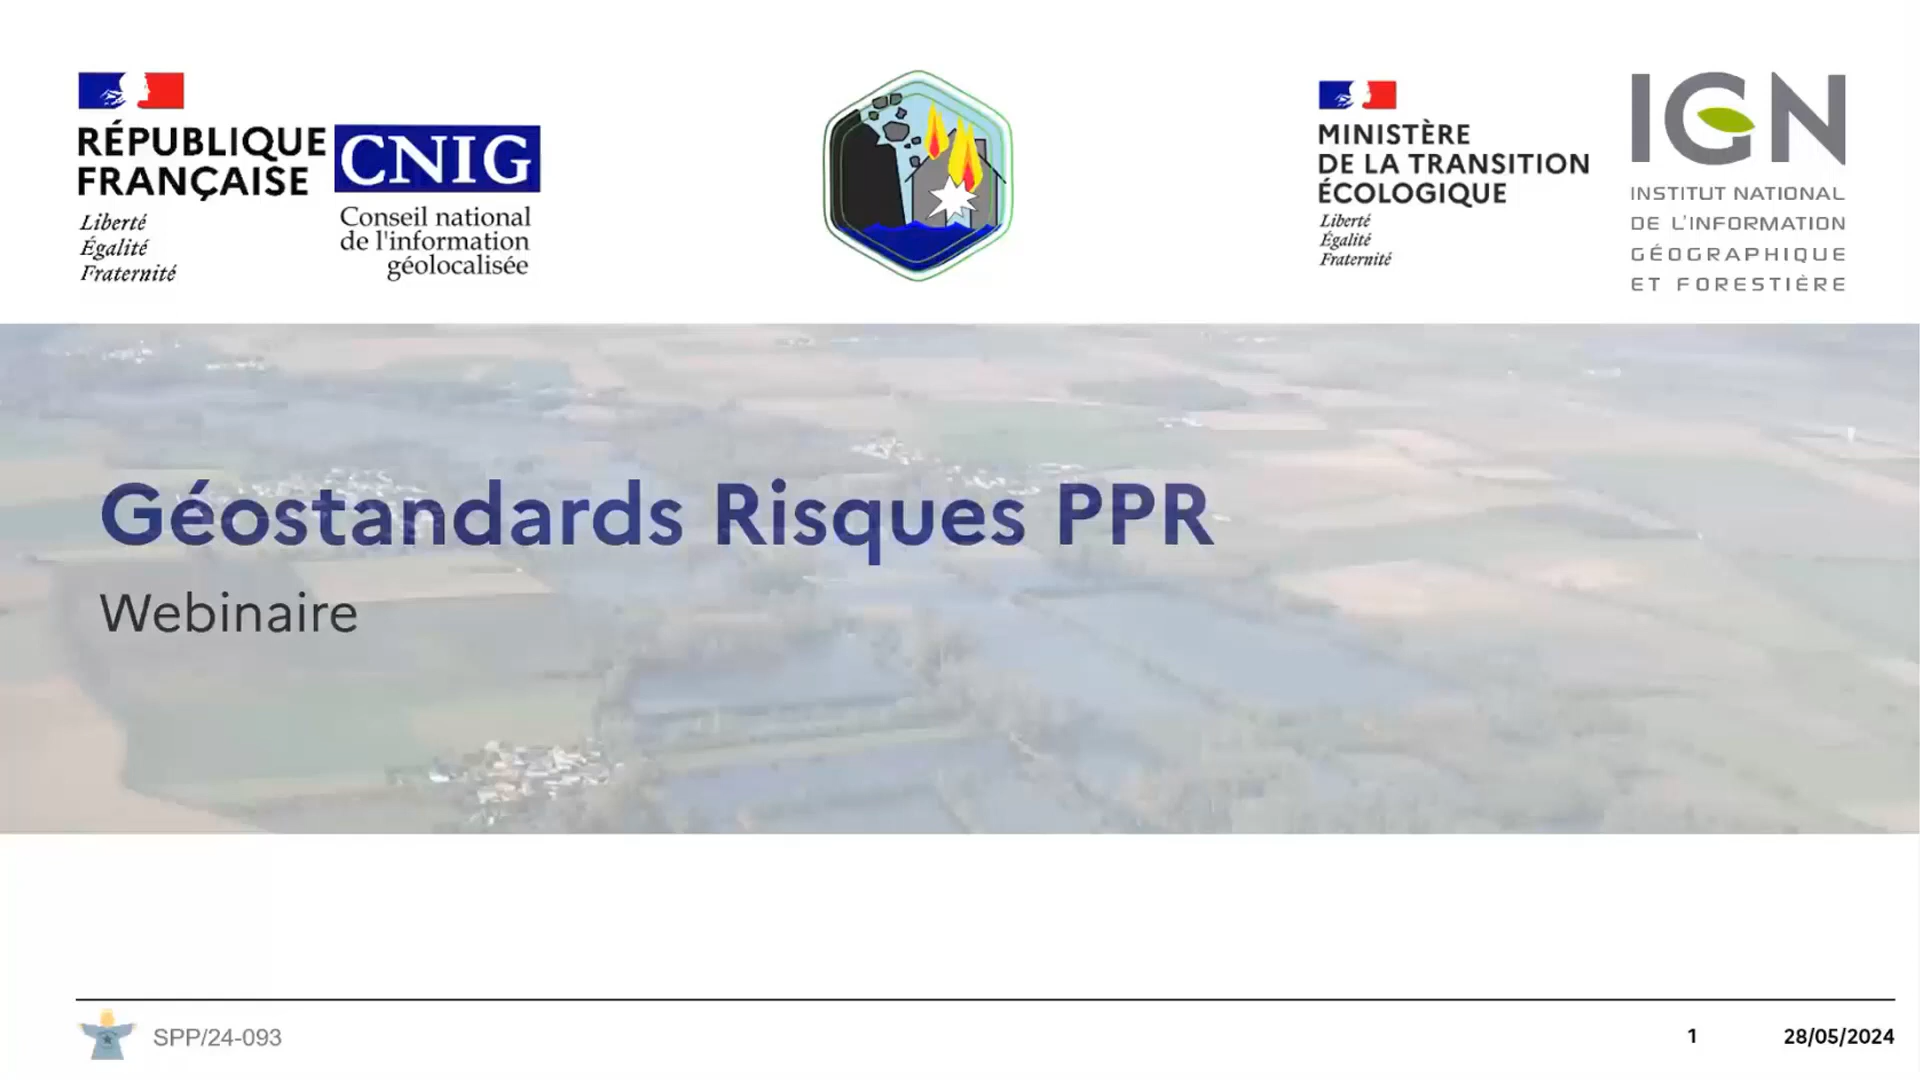 RÉPUBLIQUE
FRANÇAISE
Liberté
Égalité
Fraternité
CNIG
Conseil national
de l'information
géolocalisée
MINISTÈRE
DE LA TRANSITION
ÉCOLOGIQUE
Liberté
Égalité
Fraternité
IGN
INSTITUT NATIONAL
DE L'INFORMATION
GÉOGRAPHIQUE
ET FORESTIÈRE
Géostandards Risques PPR
Webinaire
SPP/24-093
1
28/05/2024